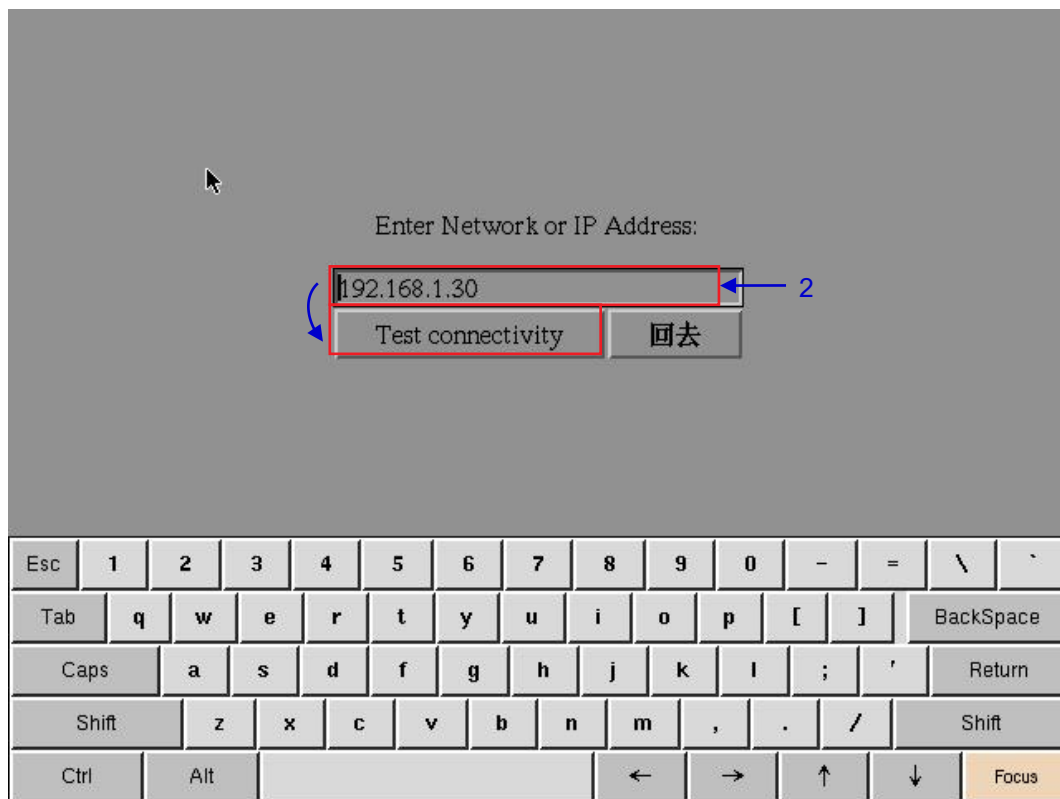 Enter Network or IP Address:
192.168.1.30
2
Test connectivity 回去
Esc 1 2 3 4 5 6 7 8 9 0 - = \ `
Tab q w e r t y u i o p [ ] BackSpace
Caps a s d f g h j k l ; ' Return
Shift z x c v b n m , . / Shift
Ctrl Alt ← → ↑ ↓ Focus